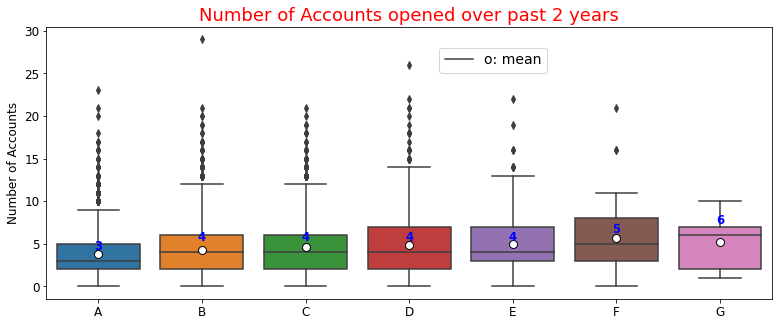 Number of Accounts opened over past 2 years
Number of Accounts
30
25
20
15
10
5
0
o: mean
3
4
4
4
4
5
6
A
B
C
D
E
F
G